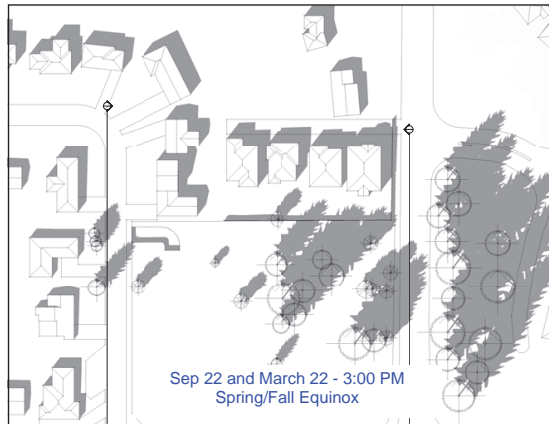 Sep 22 and March 22 - 3:00 PM
Spring/Fall Equinox